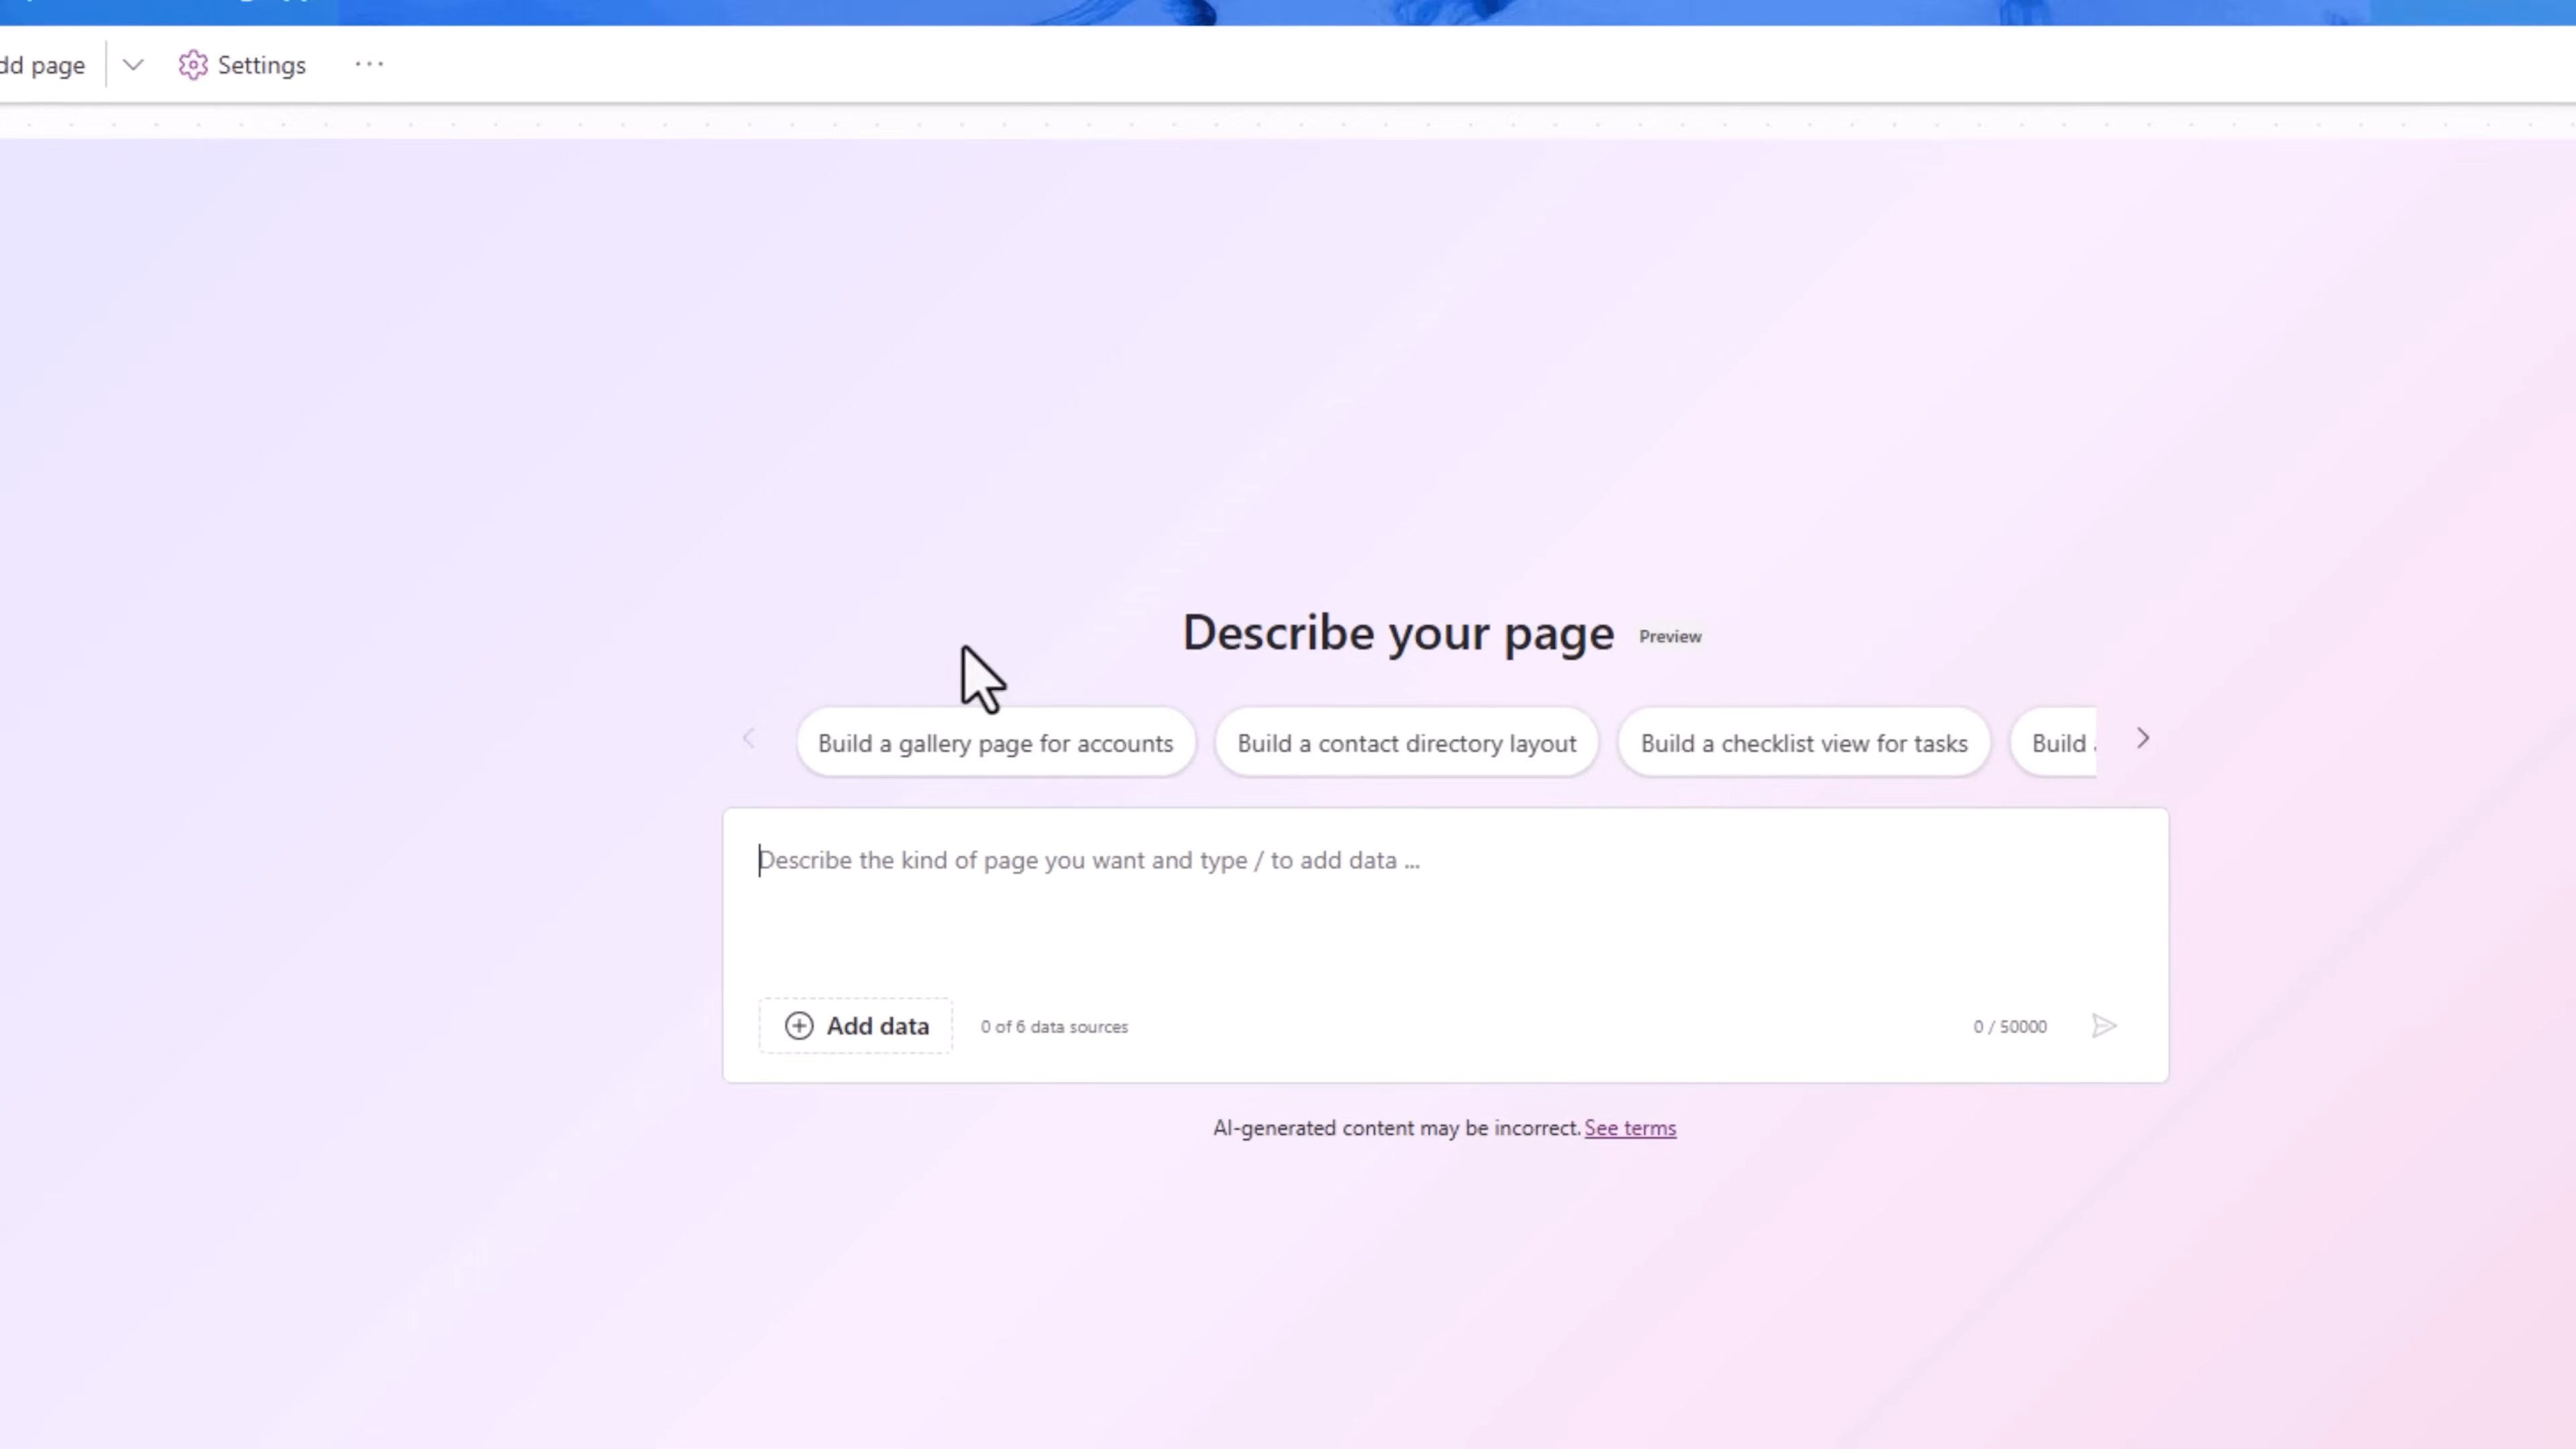 dd page
Settings
Describe your page Preview
Build a gallery page for accounts
Build a contact directory layout
Build a checklist view for tasks
Build
Describe the kind of page you want and type / to add data ...
Add data
0 of 6 data sources
0 / 50000
AI-generated content may be incorrect. See terms